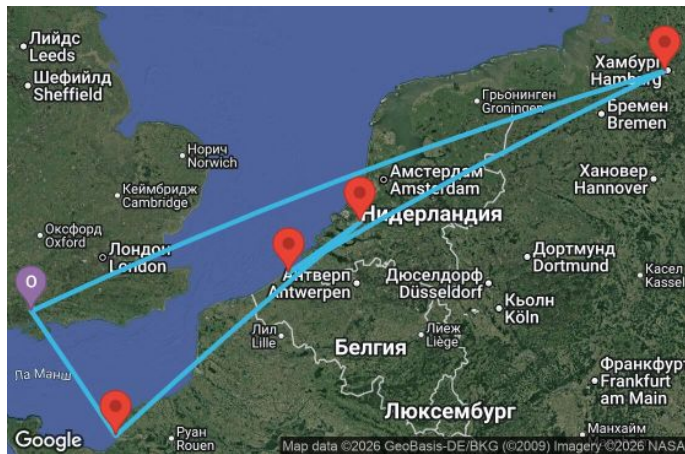 Лийдс
Leeds
Шефийлд
Sheffield
Хамбург
Hamburg
Грьонинген
Groningen
Бремен
Bremen
Норич
Norwich
Амстердам
Amsterdam
Хановер
Hannover
Кеймбридж
Cambridge
Нидерландия
Оксфорд
Oxford
Лондон
London
Дортмунд
Dortmund
Антверп
Antwerpen
Дюселдорф
Düsseldorf
Касел
Kassel
О
Кьолн
Köln
Лил
Lille
Лиеж
Liège
Белгия
Ла Манш
Франкфурт
Frankfurt
am Main
Люксембург
Руан
Rouen
Манхайм
Google
Map data ©2026 GeoBasis-DE/BKG (©2009) Imagery ©2026 NASA